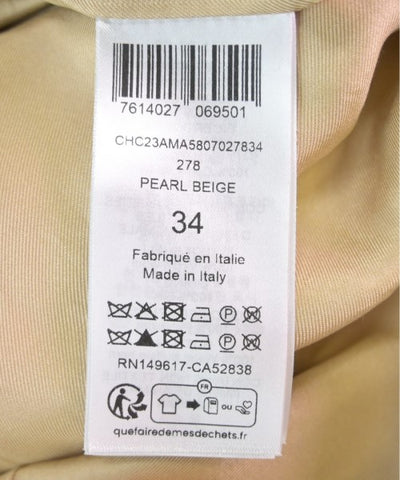 7614027 069501
CHC23AMA5807027834
278
PEARL BEIGE
34
Fabriqué en Italie
Made in Italy
P
P
RN149617-CA52838
FR
OU
quefairedemesdechets.fr